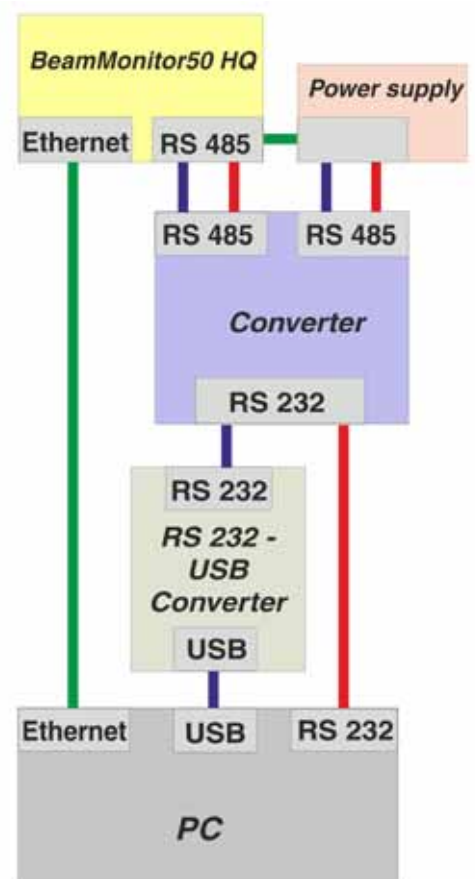 BeamMonitor50 HQ
Power supply
Ethernet
RS 485
RS 485
RS 485
Converter
RS 232
RS 232
RS 232 -
USB
Converter
USB
Ethernet
USB
RS 232
PC